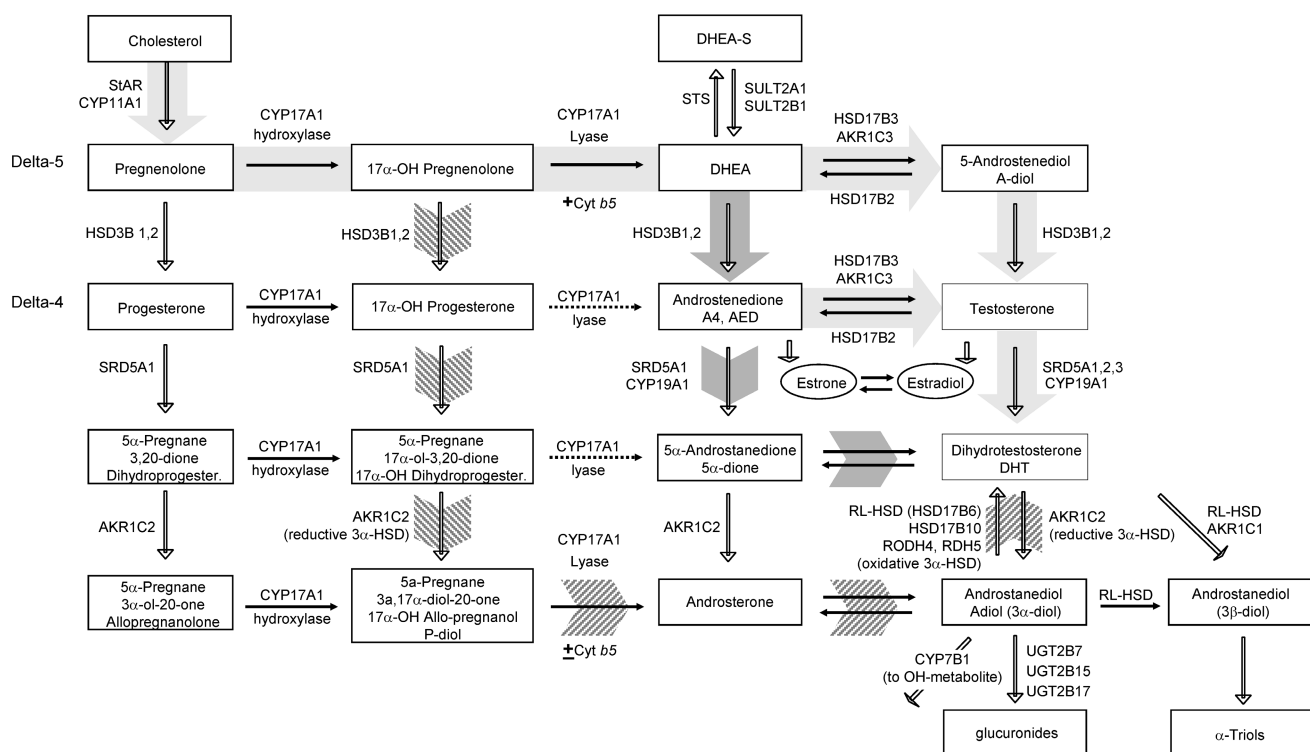 Cholesterol
DHEA-S
StAR
CYP11A1
STS
SULT2A1
SULT2B1
CYP17A1
hydroxylase
CYP17A1
Lyase
HSD17B3
AKR1C3
Delta-5
Pregnenolone
17α-OH Pregnenolone
DHEA
5-Androstenediol
A-diol
+Cyt b5
HSD17B2
HSD3B 1,2
HSD3B1,2
HSD3B1,2
HSD3B1,2
HSD17B3
AKR1C3
Delta-4
Progesterone
CYP17A1
hydroxylase
17α-OH Progesterone
CYP17A1
lyase
Androstenedione
A4, AED
Testosterone
HSD17B2
SRD5A1
SRD5A1
SRD5A1
CYP19A1
Estrone
Estradiol
SRD5A1,2,3
CYP19A1
5α-Pregnane
3,20-dione
Dihydroprogester.
CYP17A1
hydroxylase
5α-Pregnane
17α-ol-3,20-dione
17α-OH Dihydroprogester.
CYP17A1
lyase
5α-Androstanedione
5α-dione
Dihydrotestosterone
DHT
AKR1C2
AKR1C2
(reductive 3α-HSD)
AKR1C2
RL-HSD (HSD17B6)
HSD17B10
RODH4, RDH5
(oxidative 3α-HSD)
AKR1C2
(reductive 3α-HSD)
RL-HSD
AKR1C1
5α-Pregnane
3α-ol-20-one
Allopregnanolone
CYP17A1
hydroxylase
5a-Pregnane
3a,17α-diol-20-one
17α-OH Allo-pregnanol
P-diol
CYP17A1
Lyase
±Cyt b5
Androsterone
Androstanediol
Adiol (3α-diol)
RL-HSD
Androstanediol
(3β-diol)
CYP7B1
(to OH-metabolite)
UGT2B7
UGT2B15
UGT2B17
glucuronides
α-Triols